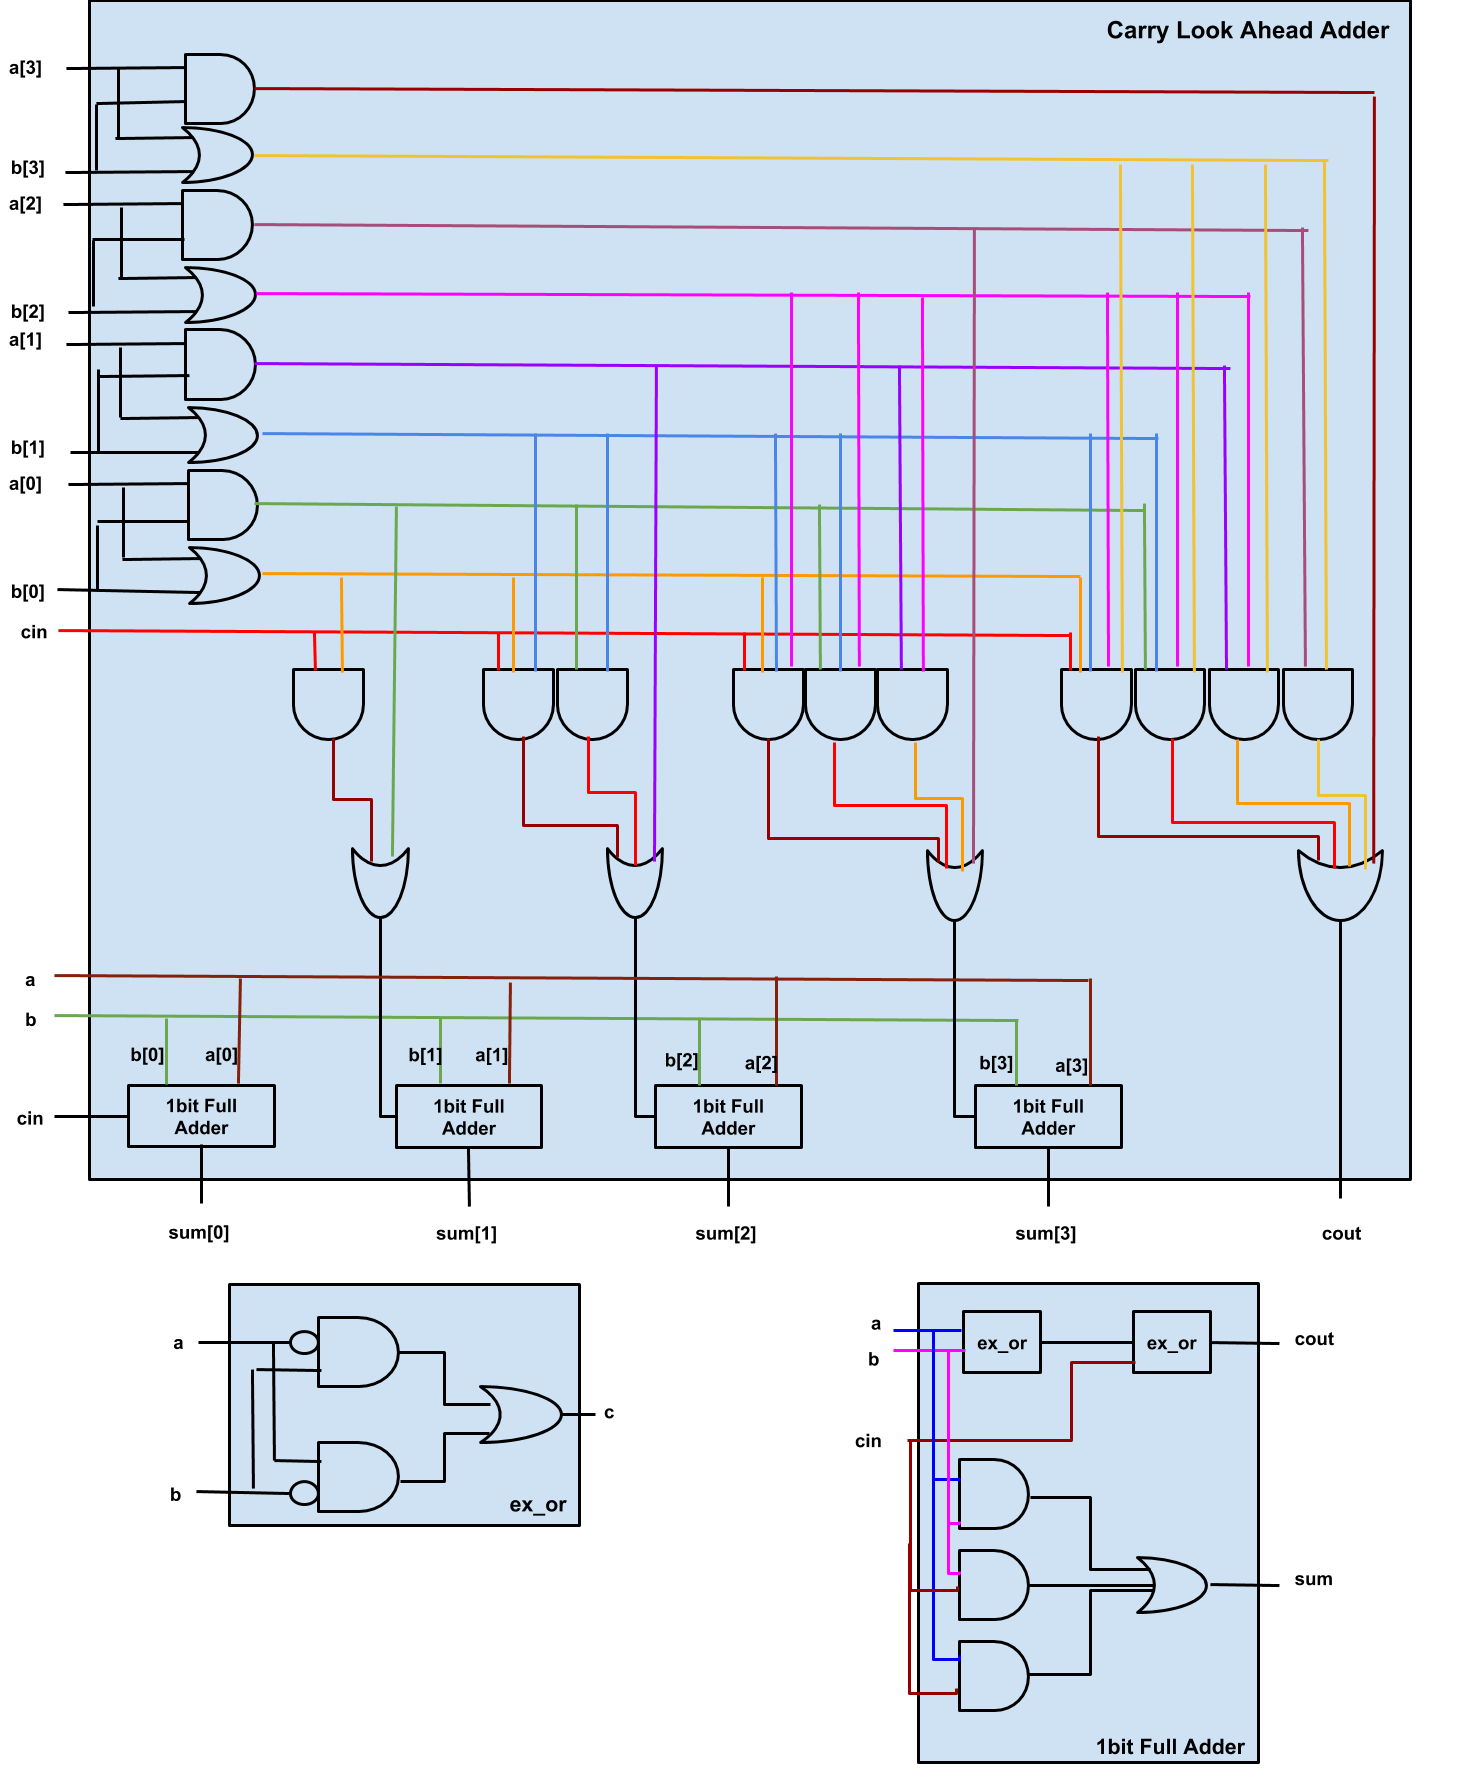 Carry Look Ahead Adder
a[3]
b[3]
a[2]
b[2]
a[1]
b[1]
a[0]
b[0]
cin
a
b
b[0] a[0] b[1] a[1] b[2] a[2] b[3] a[3]
cin
1bit Full
Adder
1bit Full
Adder
1bit Full
Adder
1bit Full
Adder
sum[0] sum[1] sum[2] sum[3] cout
a
b
c
ex_or
a
b
cin
ex_or ex_or
cout
sum
1bit Full Adder